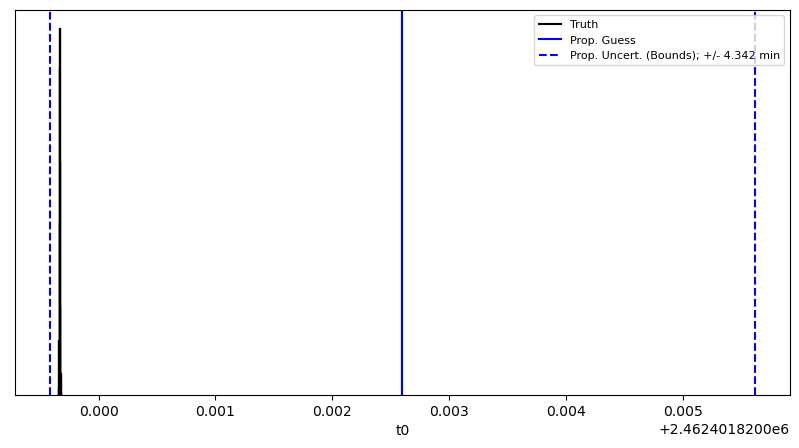 Truth
Prop. Guess
Prop. Uncert. (Bounds); +/- 4.342 min
0.000 0.001 0.002 0.003 0.004 0.005
t0
+2.4624018200e6